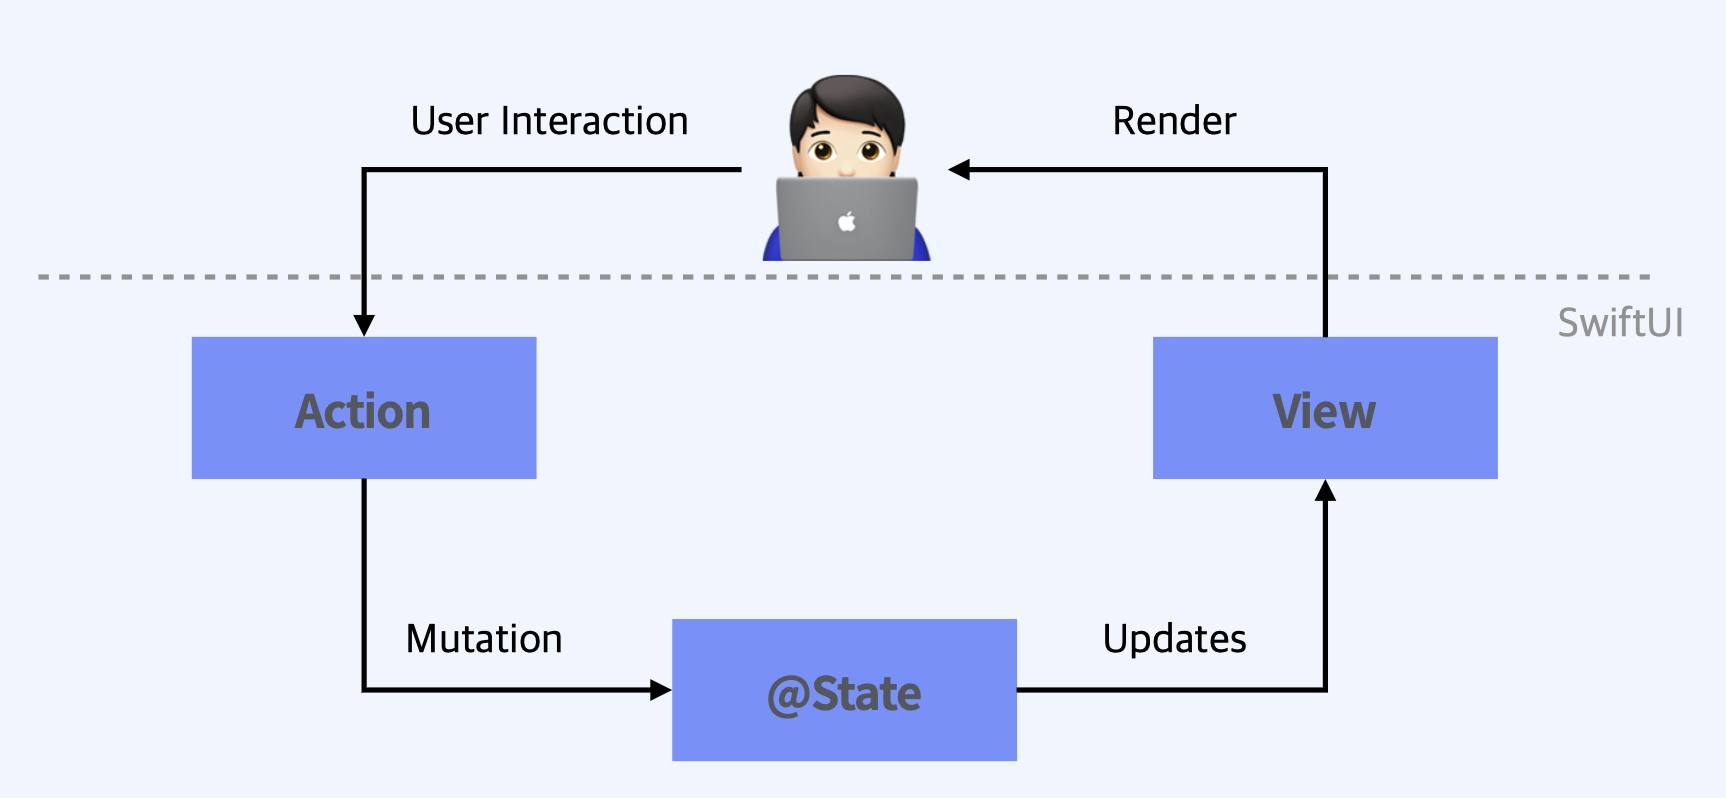 User Interaction
Render
SwiftUI
Action
View
Mutation
Updates
@State